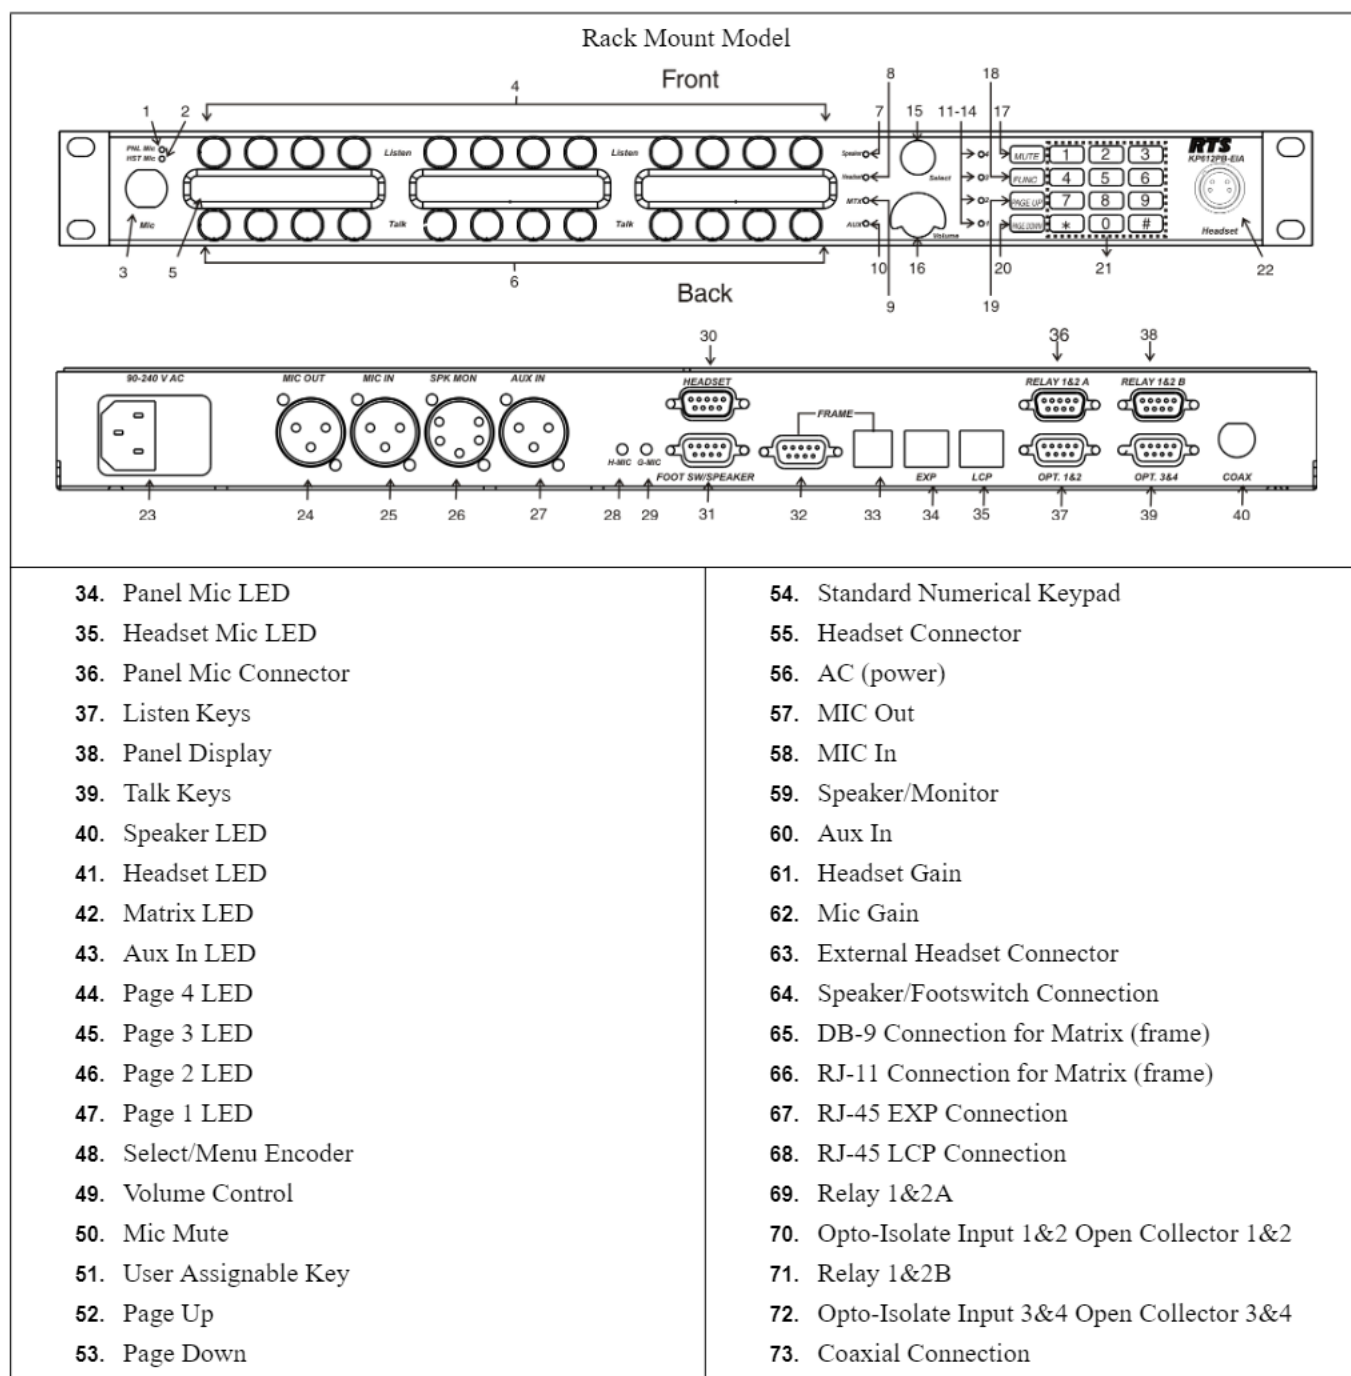 Rack Mount Model
Front
8 18
4
1 2 7 15 11-14 17
PNL Mic
HST Mic
Listen Listen
Speaker
Headset
MTX
AUX
Select
Volume
4
3
2
1
MUTE 1 2 3
FUNC 4 5 6
PAGE UP 7 8 9
PAGE DOWN * 0 #
RTS
KP612PB-EIA
Headset
Mic Talk Talk
3 5 6 10 16 20 21 22
9 19
Back
30 36 38
90-240 V AC MIC OUT MIC IN SPK MON AUX IN HEADSET RELAY 1&2 A RELAY 1&2 B
FRAME
H-MIC G-MIC
FOOT SW/SPEAKER EXP LCP OPT. 1&2 OPT. 3&4 COAX
23 24 25 26 27 28 29 31 32 33 34 35 37 39 40
34. Panel Mic LED
35. Headset Mic LED
36. Panel Mic Connector
37. Listen Keys
38. Panel Display
39. Talk Keys
40. Speaker LED
41. Headset LED
42. Matrix LED
43. Aux In LED
44. Page 4 LED
45. Page 3 LED
46. Page 2 LED
47. Page 1 LED
48. Select/Menu Encoder
49. Volume Control
50. Mic Mute
51. User Assignable Key
52. Page Up
53. Page Down
54. Standard Numerical Keypad
55. Headset Connector
56. AC (power)
57. MIC Out
58. MIC In
59. Speaker/Monitor
60. Aux In
61. Headset Gain
62. Mic Gain
63. External Headset Connector
64. Speaker/Footswitch Connection
65. DB-9 Connection for Matrix (frame)
66. RJ-11 Connection for Matrix (frame)
67. RJ-45 EXP Connection
68. RJ-45 LCP Connection
69. Relay 1&2A
70. Opto-Isolate Input 1&2 Open Collector 1&2
71. Relay 1&2B
72. Opto-Isolate Input 3&4 Open Collector 3&4
73. Coaxial Connection